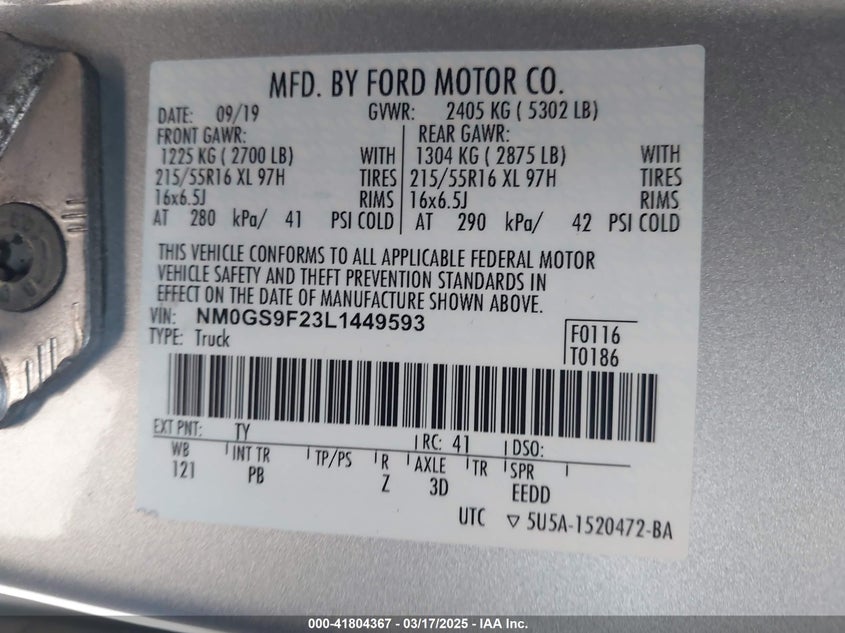 MFD. BY FORD MOTOR CO.
DATE: 09/19 GVWR: 2405 KG ( 5302 LB)
FRONT GAWR: REAR GAWR:
1225 KG ( 2700 LB) WITH 1304 KG ( 2875 LB) WITH
215/55R16 XL 97H TIRES 215/55R16 XL 97H TIRES
16x6.5J RIMS 16x6.5J RIMS
AT 280 kPa/ 41 PSI COLD AT 290 kPa/ 42 PSI COLD
THIS VEHICLE CONFORMS TO ALL APPLICABLE FEDERAL MOTOR
VEHICLE SAFETY AND THEFT PREVENTION STANDARDS IN
EFFECT ON THE DATE OF MANUFACTURE SHOWN ABOVE.
VIN: NM0GS9F23L1449593
TYPE: Truck
F0116
T0186
EXT PNT: TY RC: 41 DSO:
WB INT TR TP/PS R AXLE TR SPR
121 PB Z 3D EEDD
UTC ▽ 5U5A-1520472-BA
000-41804367 - 03/17/2025 - IAA Inc.